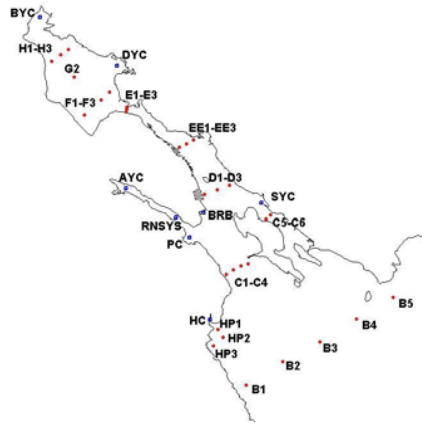 BYC
H1-H3
DYC
G2
F1-F3
E1-E3
EE1-EE3
D1-D3
AYC
SYC
BRB
C5-C6
RNSYS
PC
C1-C4
B5
HC
HP1
B4
HP2
HP3
B3
B2
B1